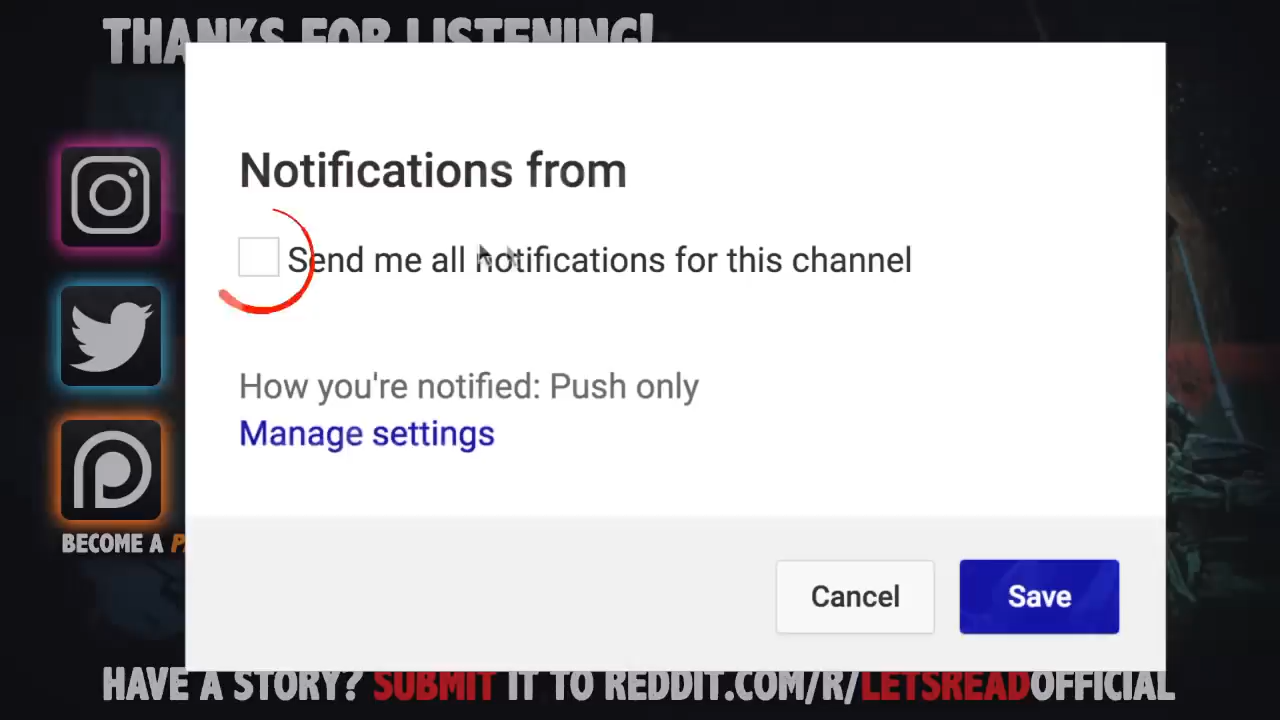 THANKS FOR LISTENING!
Notifications from
Send me all notifications for this channel
How you're notified: Push only
Manage settings
BECOME A
Cancel
Save
HAVE A STORY? SUBMIT IT TO REDDIT.COM/R/LETSREADOFFICIAL